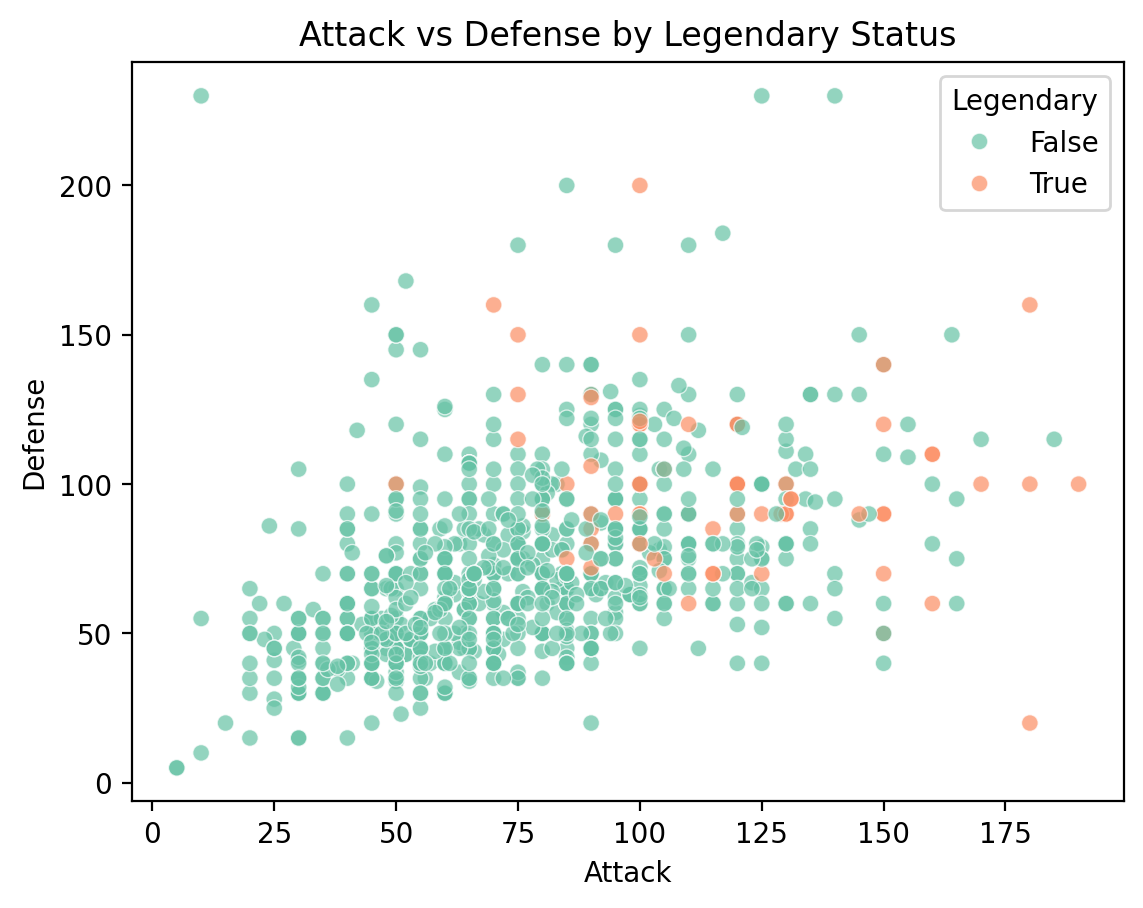 Attack vs Defense by Legendary Status
Legendary
False
True
200
150
100
50
0
Defense
0 25 50 75 100 125 150 175
Attack